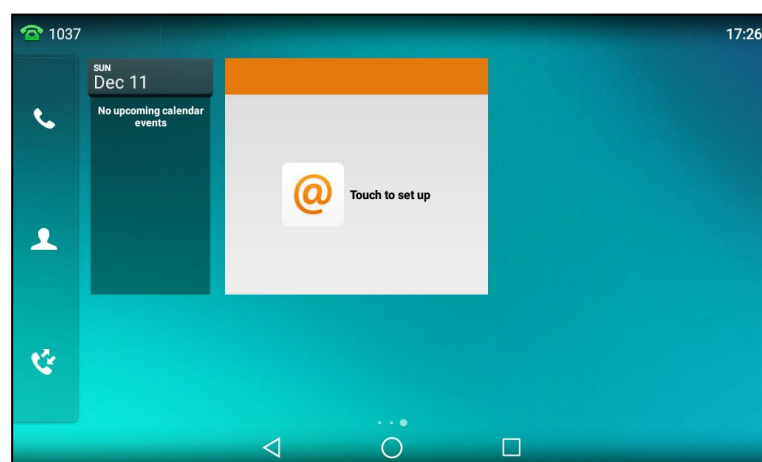 1037
17:26
SUN
Dec 11
No upcoming calendar
events
@
Touch to set up